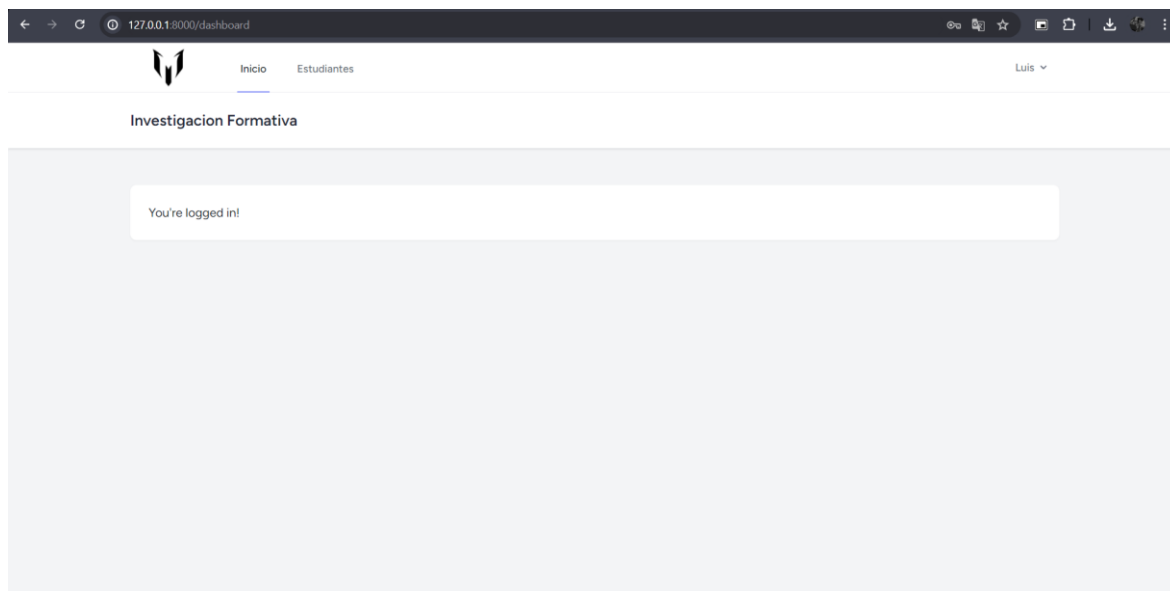 127.0.0.1:8000/dashboard
Inicio Estudiantes Luis
Investigacion Formativa
You're logged in!